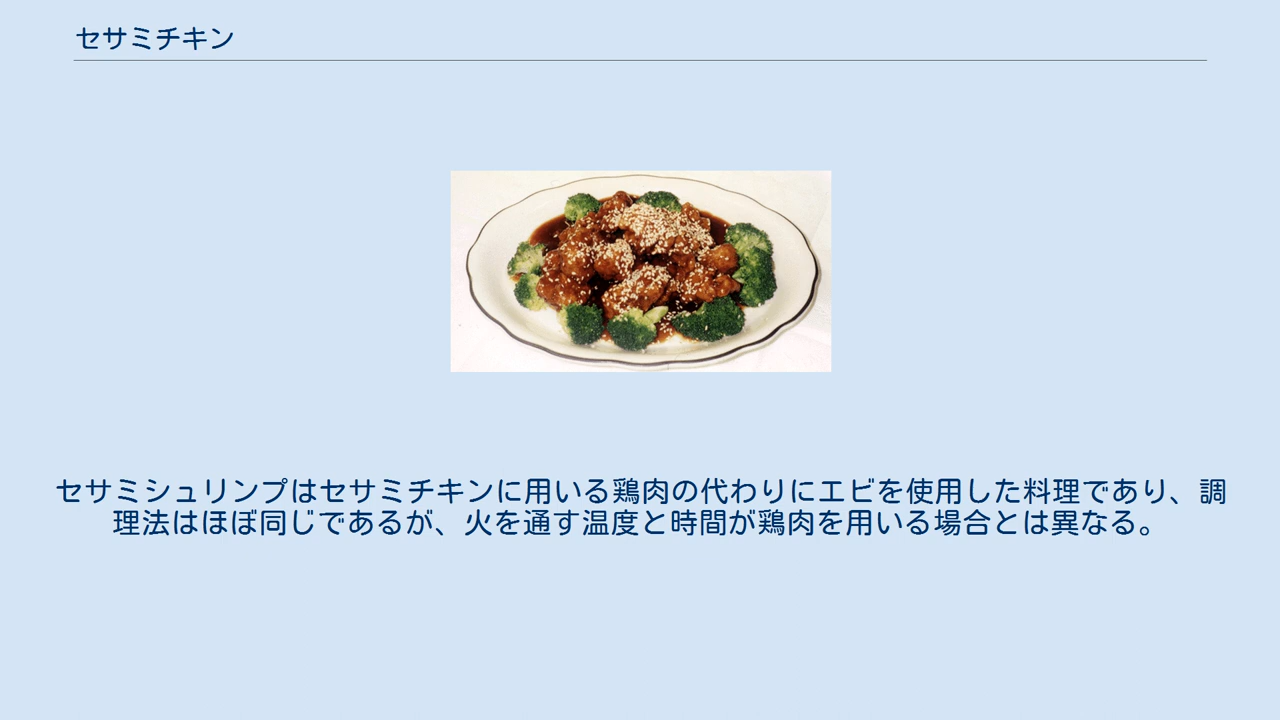 セサミチキン
セサミシュリンプはセサミチキンに用いる鶏肉の代わりにエビを使用した料理であり、調
理法はほぼ同じであるが、火を通す温度と時間が鶏肉を用いる場合とは異なる。